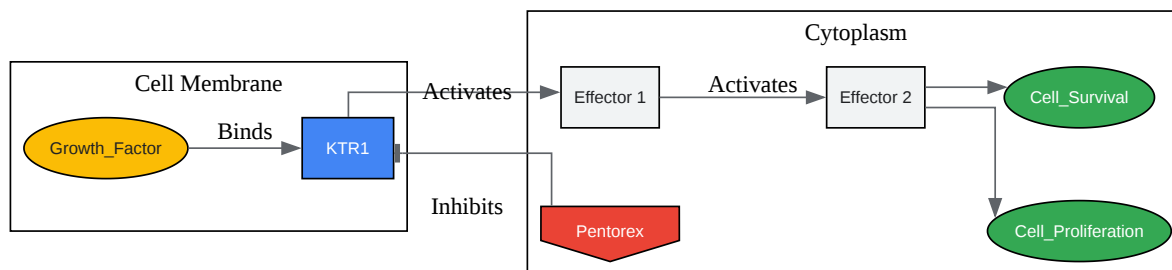 Cytoplasm
Cell Membrane
Activates
Effector 1
Activates
Effector 2
Cell_Survival
Growth_Factor
Binds
KTR1
Inhibits
Pentorex
Cell_Proliferation